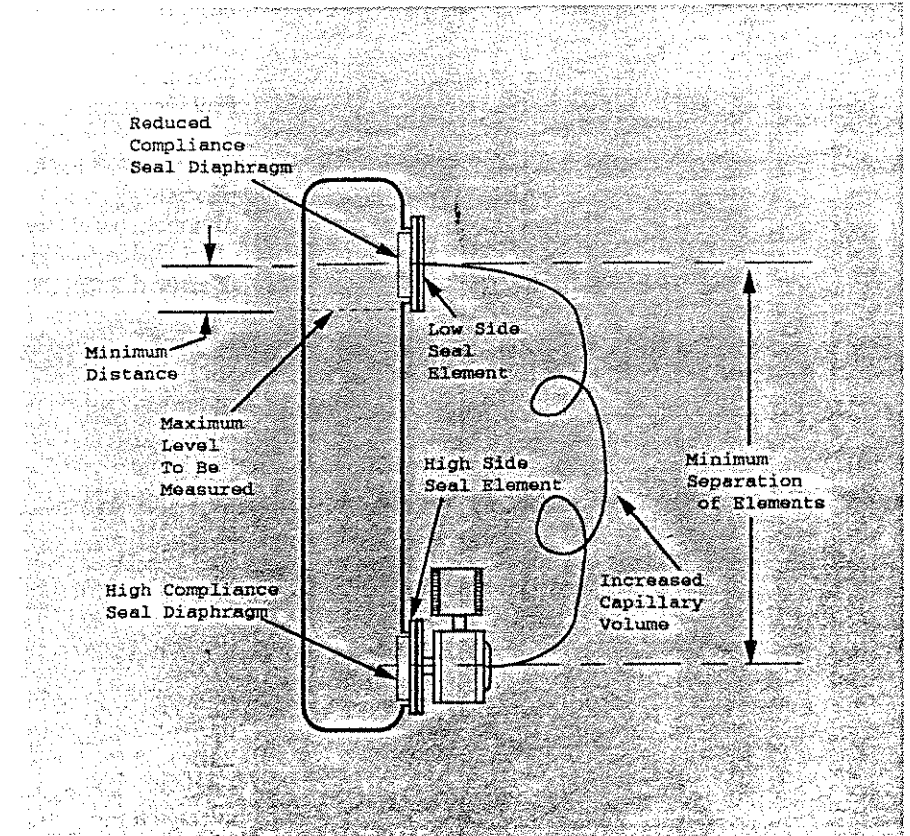 Reduced
Compliance
Seal Diaphragm
Low Side
Seal
Element
Minimum
Distance
Maximum
Level
To Be
Measured
High Side
Seal Element
Minimum
Separation
of Elements
High Compliance
Seal Diaphragm
Increased
Capillary
Volume